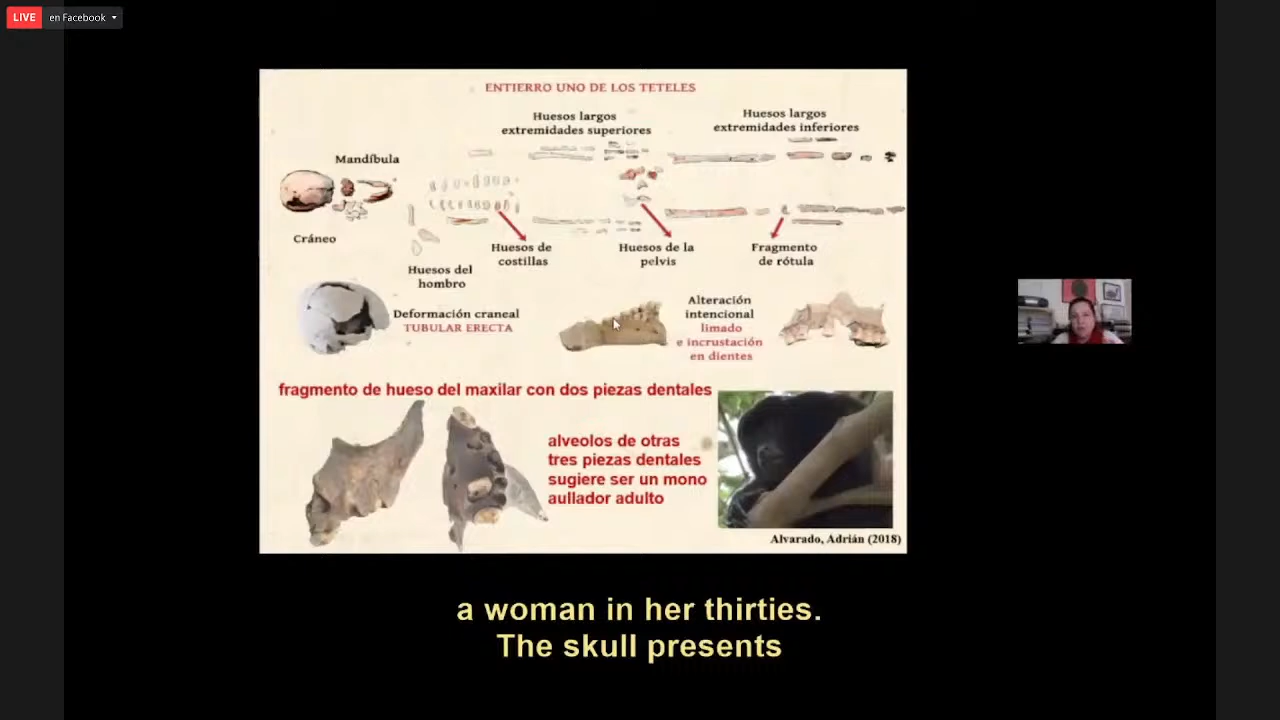 LIVE
en Facebook
ENTIERRO UNO DE LOS TETELES
Huesos largos
extremidades superiores
Huesos largos
extremidades inferiores
Mandíbula
Cráneo
Huesos del
hombro
Huesos de
costillas
Huesos de la
pelvis
Fragmento
de rótula
Deformación craneal
TUBULAR ERECTA
Alteración
intencional
limado
e incrustación
en dientes
fragmento de hueso del maxilar con dos piezas dentales
alveolos de otras
tres piezas dentales
sugiere ser un mono
aullador adulto
Alvarado, Adrián (2018)
a woman in her thirties.
The skull presents